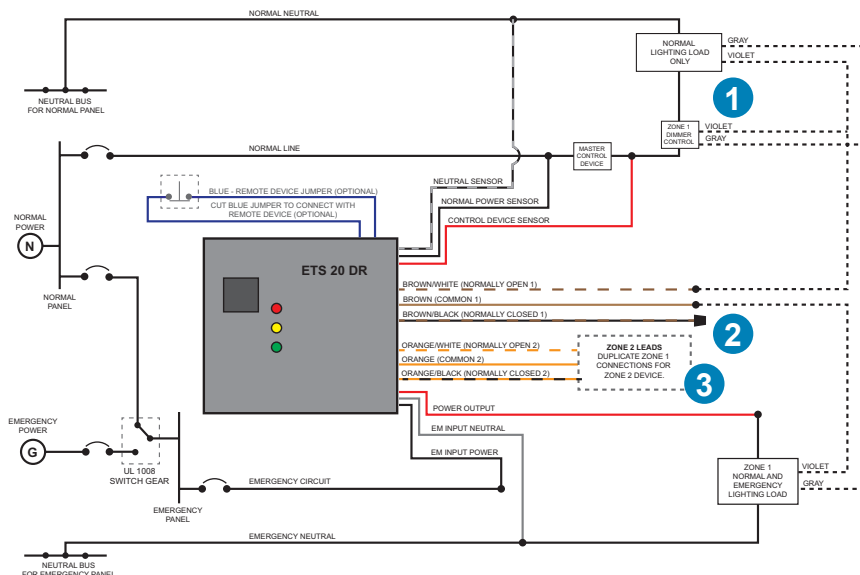 NORMAL NEUTRAL
NORMAL
LIGHTING LOAD
ONLY
GRAY
VIOLET
1
NEUTRAL BUS
FOR NORMAL PANEL
ZONE 1
DIMMER
CONTROL
VIOLET
GRAY
NORMAL LINE
MASTER
CONTROL
DEVICE
NEUTRAL SENSOR
BLUE - REMOTE DEVICE JUMPER (OPTIONAL)
CUT BLUE JUMPER TO CONNECT WITH
REMOTE DEVICE (OPTIONAL)
NORMAL POWER SENSOR
CONTROL DEVICE SENSOR
NORMAL
POWER
N
NORMAL
PANEL
ETS 20 DR
BROWN/WHITE (NORMALLY OPEN 1)
BROWN (COMMON 1)
BROWN/BLACK (NORMALLY CLOSED 1)
2
ORANGE/WHITE (NORMALLY OPEN 2)
ORANGE (COMMON 2)
ORANGE/BLACK (NORMALLY CLOSED 2)
ZONE 2 LEADS
DUPLICATE ZONE 1
CONNECTIONS FOR
ZONE 2 DEVICE.
3
POWER OUTPUT
EM INPUT NEUTRAL
EM INPUT POWER
EMERGENCY
POWER
G
UL 1008
SWITCH GEAR
EMERGENCY CIRCUIT
EMERGENCY
PANEL
ZONE 1
NORMAL AND
EMERGENCY
LIGHTING LOAD
VIOLET
GRAY
EMERGENCY NEUTRAL
NEUTRAL BUS
FOR EMERGENCY PANEL